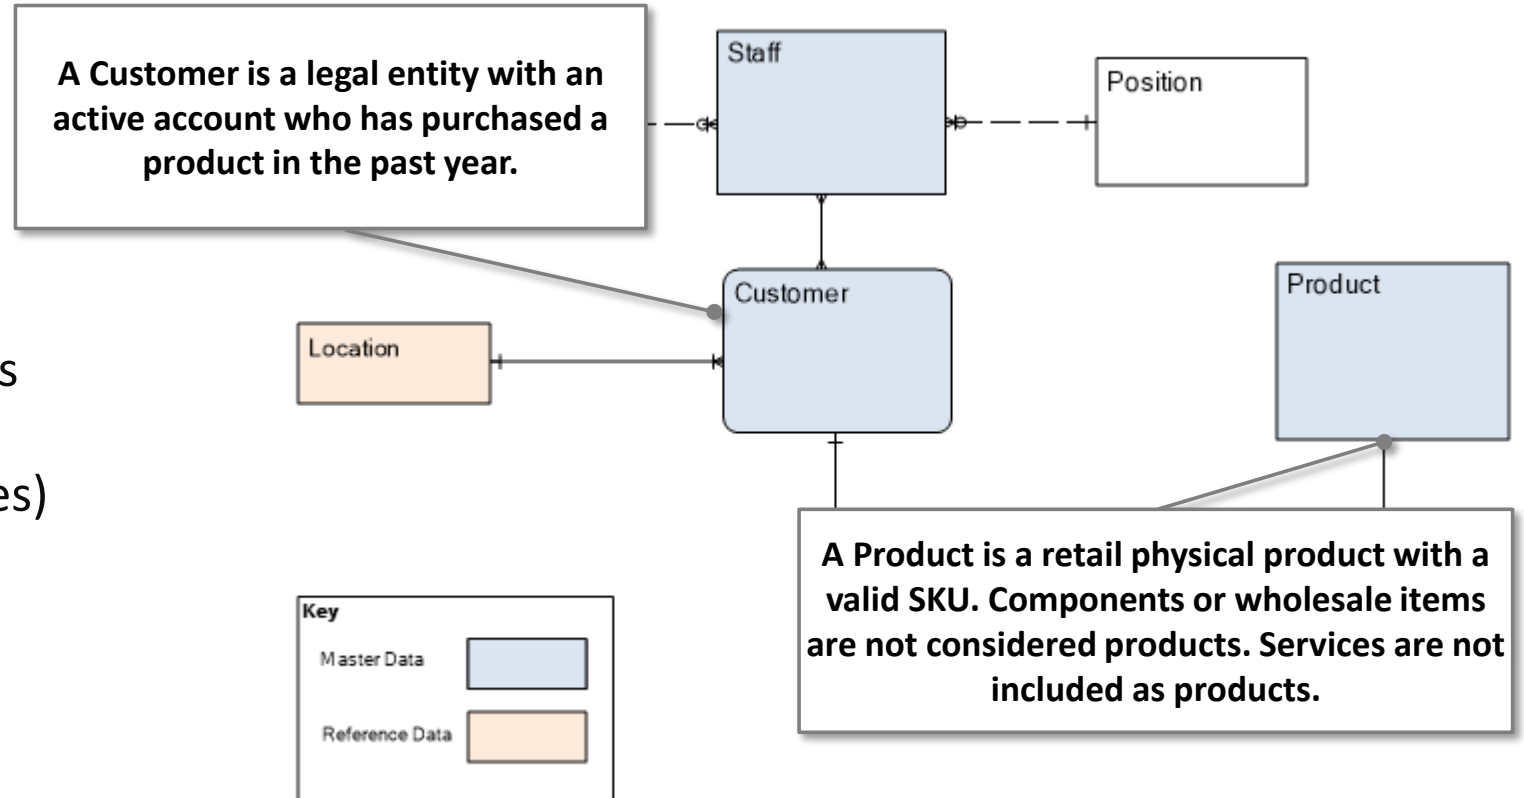 A Customer is a legal entity with an
active account who has purchased a
product in the past year.
Staff
Position
Customer
Product
Location
s
es)
A Product is a retail physical product with a
valid SKU. Components or wholesale items
are not considered products. Services are not
included as products.
Key
Master Data
Reference Data